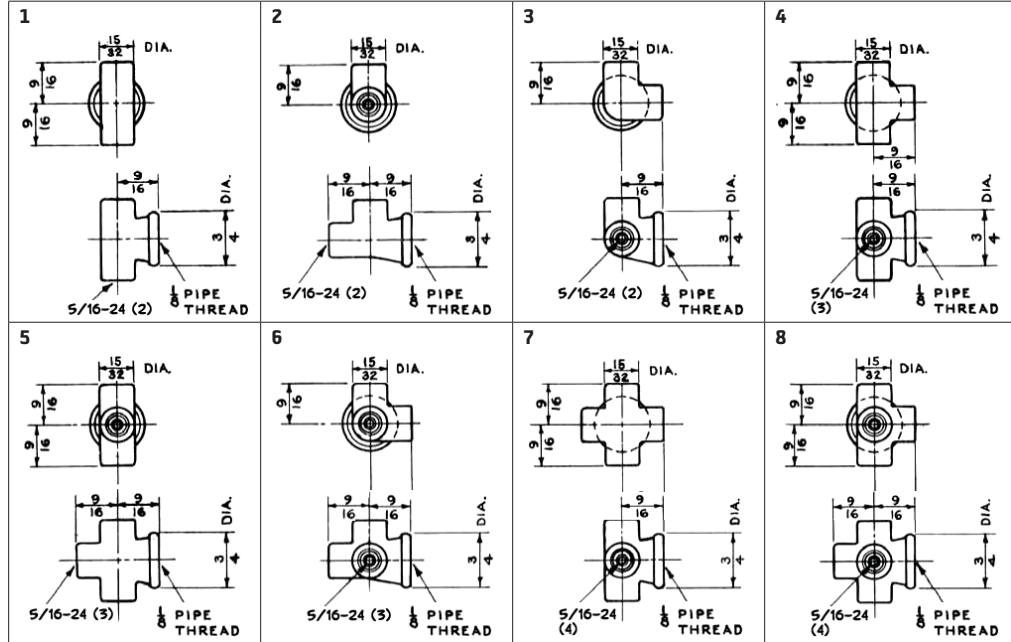 1
15/32 DIA.
9/16
9/16
9/16
3/4 DIA.
5/16-24 (2)
1/8 PIPE
THREAD
2
15/32 DIA.
9/16
9/16 9/16
3/4 DIA.
5/16-24 (2)
1/8 PIPE
THREAD
3
15/32 DIA.
9/16
9/16
3/4 DIA.
5/16-24 (2)
1/8 PIPE
THREAD
4
15/32 DIA.
9/16
9/16
9/16
9/16
3/4 DIA.
5/16-24
(3)
1/8 PIPE
THREAD
5
15/32 DIA.
9/16
9/16
9/16 9/16
3/4 DIA.
5/16-24 (3)
1/8 PIPE
THREAD
6
15/32 DIA.
9/16
9/16 9/16
3/4 DIA.
5/16-24 (3)
1/8 PIPE
THREAD
7
15/32 DIA.
9/16
9/16
9/16
3/4 DIA.
5/16-24
(4)
1/8 PIPE
THREAD
8
15/32 DIA.
9/16
9/16
9/16 9/16
3/4 DIA.
5/16-24
(4)
1/8 PIPE
THREAD